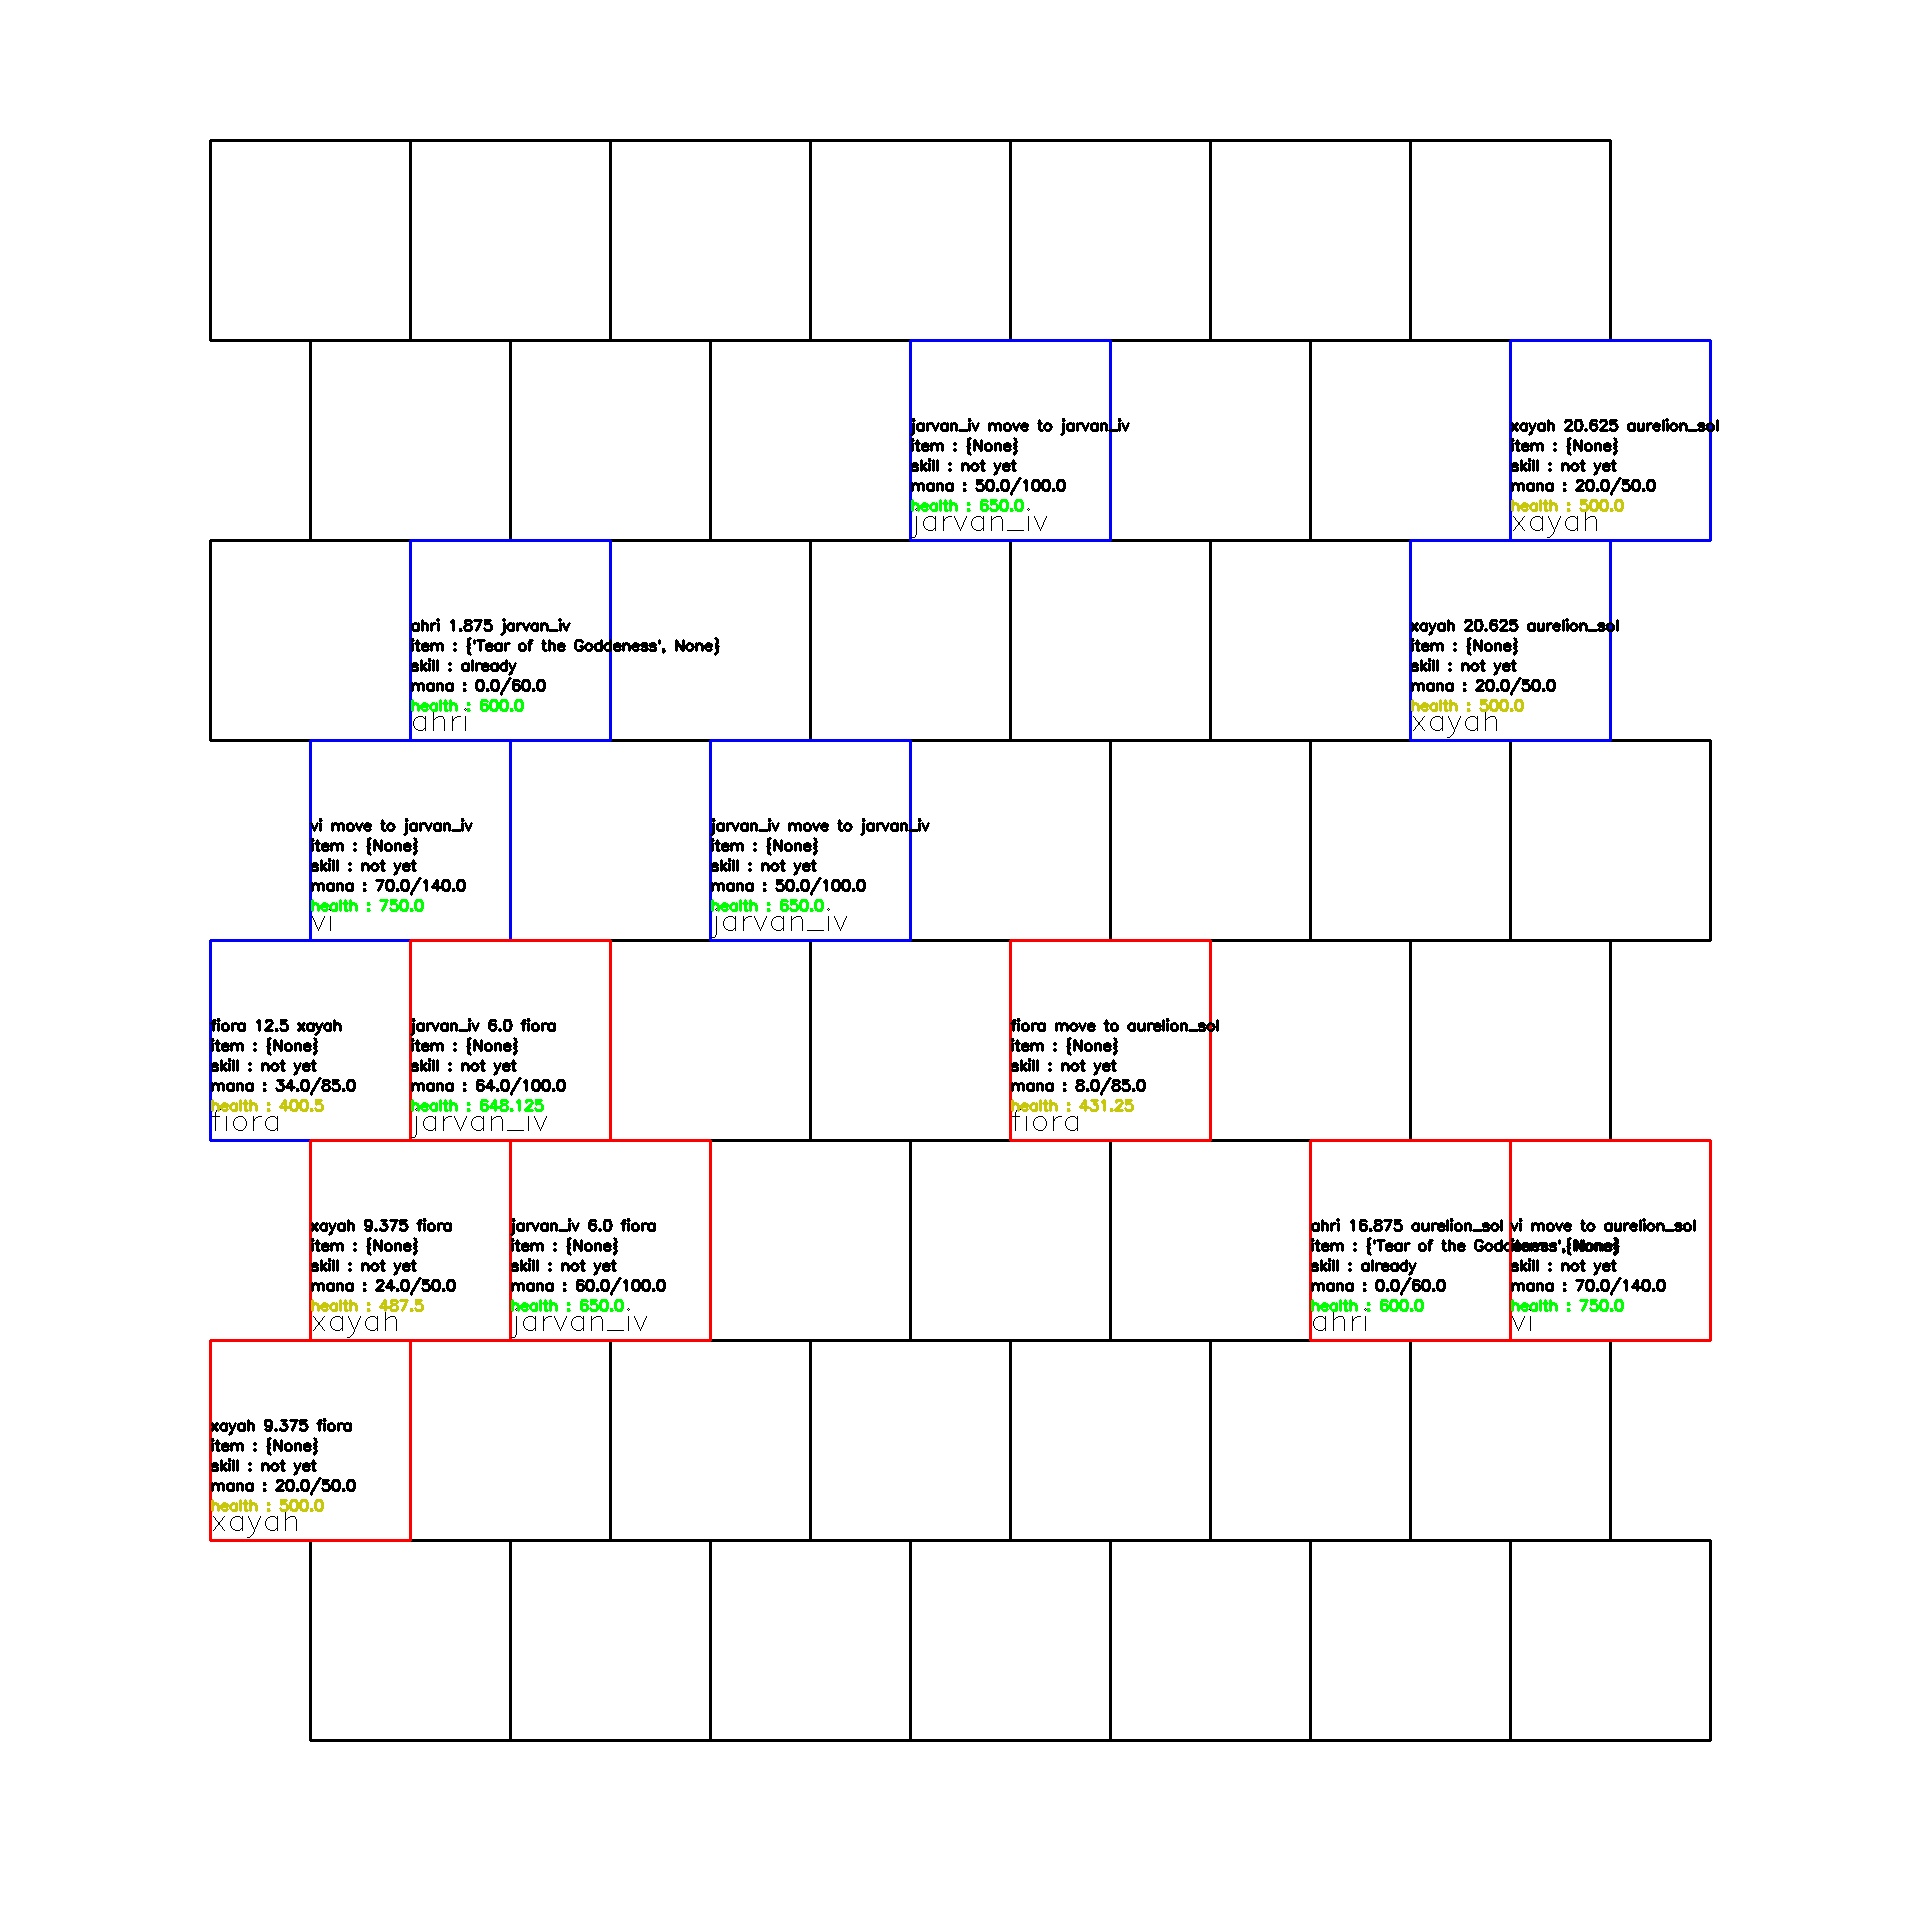 jarvan_iv move to jarvan_iv
item : {None}
skill : not yet
mana : 50.0/100.0
health : 650.0
jarvan_iv
xayah 20.625 aurelion_sol
item : {None}
skill : not yet
mana : 20.0/50.0
health : 500.0
xayah
ahri 1.875 jarvan_iv
item : {'Tear of the Goddeness', None}
skill : already
mana : 0.0/60.0
health : 600.0
ahri
xayah 20.625 aurelion_sol
item : {None}
skill : not yet
mana : 20.0/50.0
health : 500.0
xayah
vi move to jarvan_iv
item : {None}
skill : not yet
mana : 70.0/140.0
health : 750.0
vi
jarvan_iv move to jarvan_iv
item : {None}
skill : not yet
mana : 50.0/100.0
health : 650.0
jarvan_iv
fiora 12.5 xayah
item : {None}
skill : not yet
mana : 34.0/85.0
health : 400.5
fiora
jarvan_iv 6.0 fiora
item : {None}
skill : not yet
mana : 64.0/100.0
health : 648.125
jarvan_iv
fiora move to aurelion_sol
item : {None}
skill : not yet
mana : 8.0/85.0
health : 431.25
fiora
xayah 9.375 fiora
item : {None}
skill : not yet
mana : 24.0/50.0
health : 487.5
xayah
jarvan_iv 6.0 fiora
item : {None}
skill : not yet
mana : 60.0/100.0
health : 650.0
jarvan_iv
ahri 16.875 aurelion_sol
item : {'Tear of the
skill : already
mana : 0.0/60.0
health : 600.0
ahri
vi move to aurelion_sol
{None}
skill : not yet
mana : 70.0/140.0
health : 750.0
vi
xayah 9.375 fiora
item : {None}
skill : not yet
mana : 20.0/50.0
health : 500.0
xayah